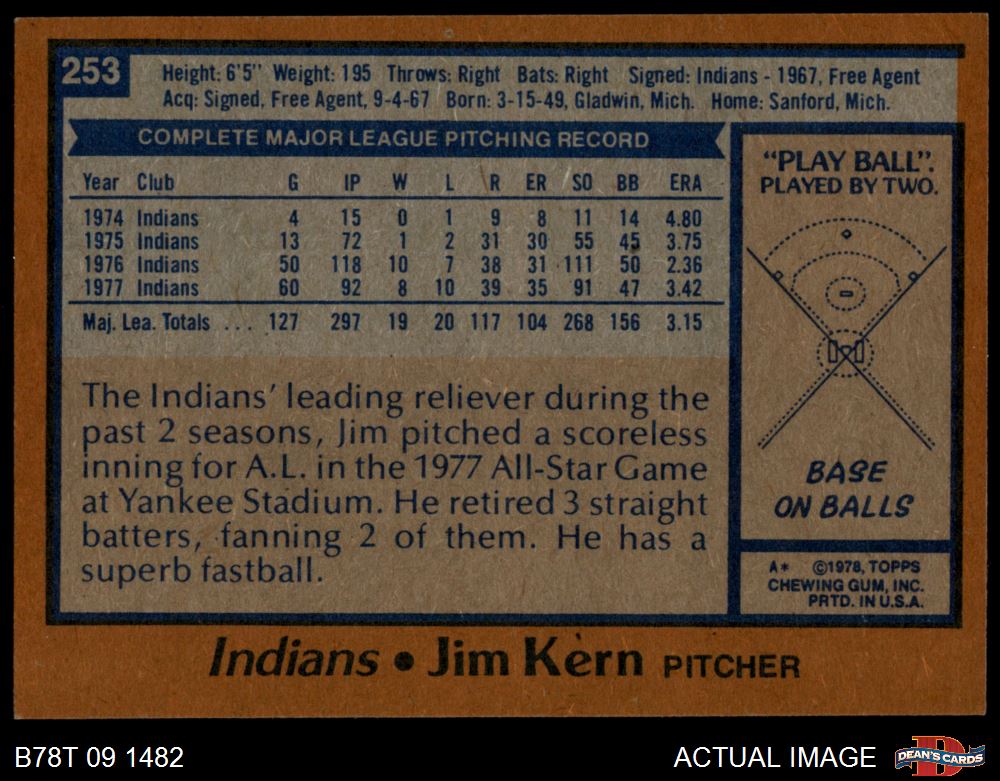 253
Height: 6'5" Weight: 195 Throws: Right Bats: Right Signed: Indians - 1967, Free Agent
Acq: Signed, Free Agent, 9-4-67 Born: 3-15-49, Gladwin, Mich. Home: Sanford, Mich.
COMPLETE MAJOR LEAGUE PITCHING RECORD
Year Club G IP W L R ER SO BB ERA
1974 Indians 4 15 0 1 9 8 11 14 4.80
1975 Indians 13 72 1 2 31 30 55 45 3.75
1976 Indians 50 118 10 7 38 31 111 50 2.36
1977 Indians 60 92 8 10 39 35 91 47 3.42
Maj. Lea. Totals ... 127 297 19 20 117 104 268 156 3.15
The Indians' leading reliever during the
past 2 seasons, Jim pitched a scoreless
inning for A.L. in the 1977 All-Star Game
at Yankee Stadium. He retired 3 straight
batters, fanning 2 of them. He has a
superb fastball.
"PLAY BALL".
PLAYED BY TWO.
BASE
ON BALLS
A* ©1978, TOPPS
CHEWING GUM, INC.
PRTD. IN U.S.A.
Indians • Jim Kern PITCHER
B78T 09 1482
ACTUAL IMAGE
DEAN'S CARDS